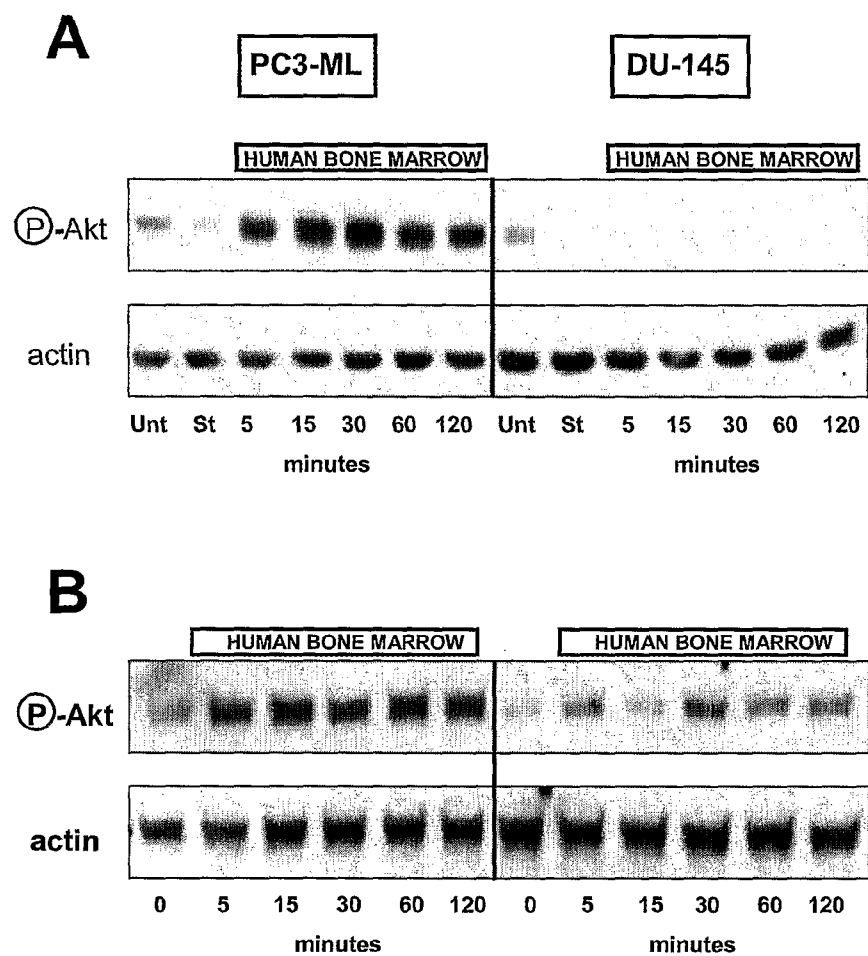 A
PC3-ML DU-145
HUMAN BONE MARROW HUMAN BONE MARROW
Ⓟ-Akt
actin
Unt St 5 15 30 60 120 Unt St 5 15 30 60 120
minutes minutes
B
HUMAN BONE MARROW HUMAN BONE MARROW
Ⓟ-Akt
actin
0 5 15 30 60 120 0 5 15 30 60 120
minutes minutes